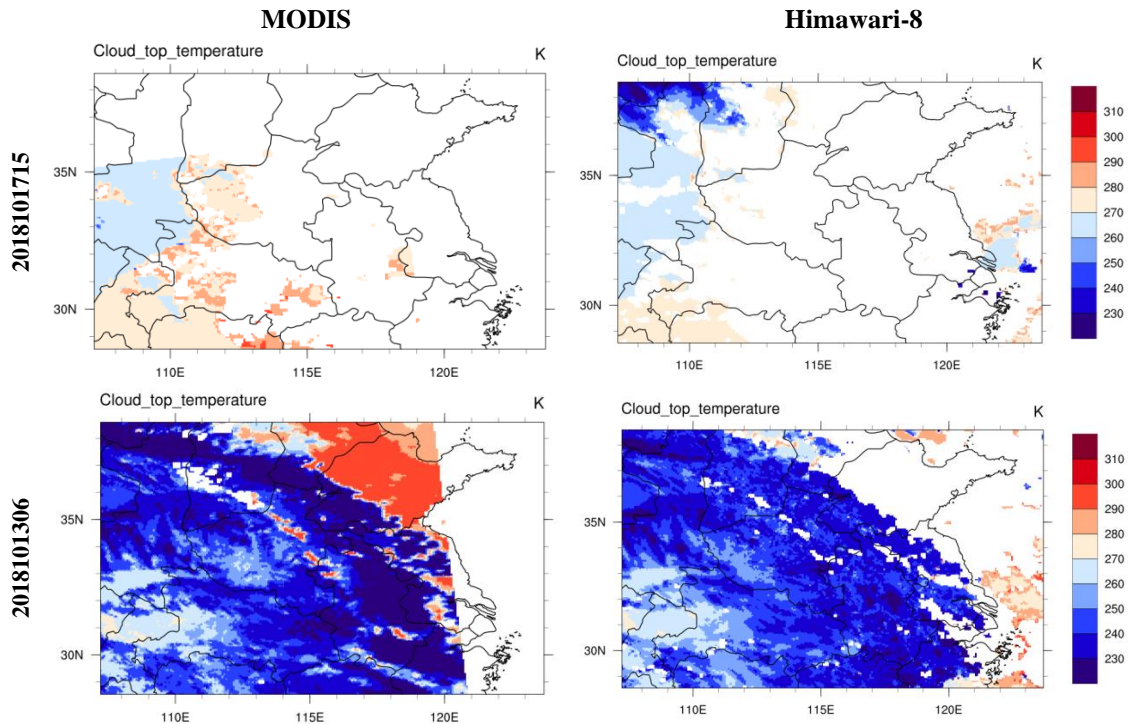 MODIS Himawari-8
Cloud_top_temperature K Cloud_top_temperature K
2018101715
35N
30N
110E 115E 120E
35N
30N
110E 115E 120E
310
300
290
280
270
260
250
240
230
Cloud_top_temperature K Cloud_top_temperature K
2018101306
35N
30N
110E 115E 120E
35N
30N
110E 115E 120E
310
300
290
280
270
260
250
240
230